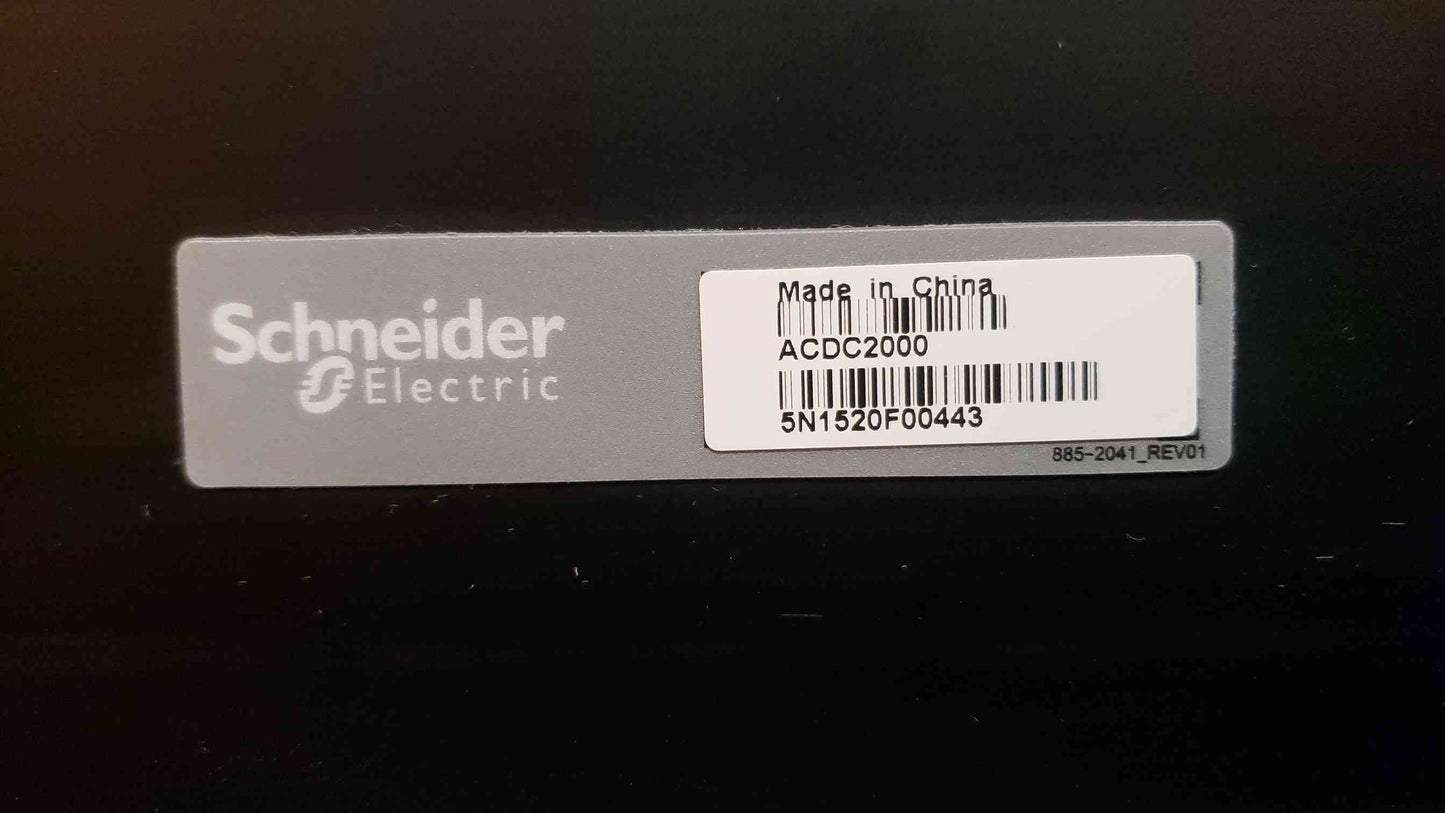 Schneider
Electric
Made in China
ACDC2000
5N1520F00443
885-2041_REV01